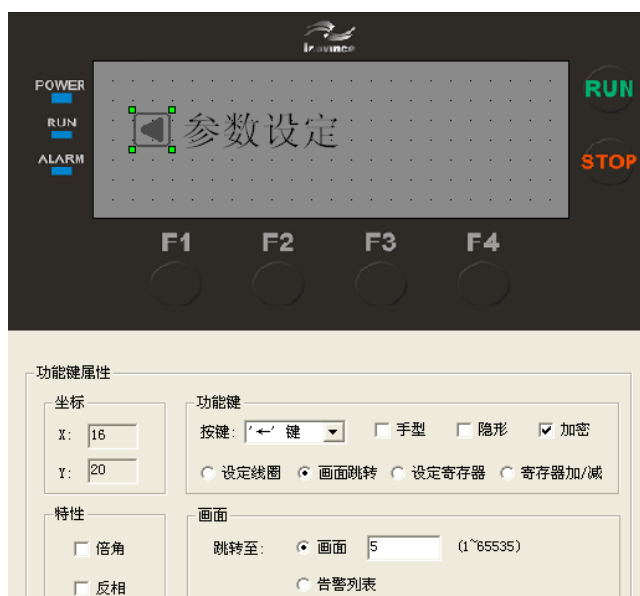 Inovince
POWER
RUN
RUN
ALARM
STOP
参数设定
F1 F2 F3 F4
功能键属性
坐标
X: 16
Y: 20
功能键
按键: '←' 键 手型 隐形 加密
设定线圈 画面跳转 设定寄存器 寄存器加/减
特性
倍角
反相
画面
跳转至: 画面 5 (1~65535)
告警列表